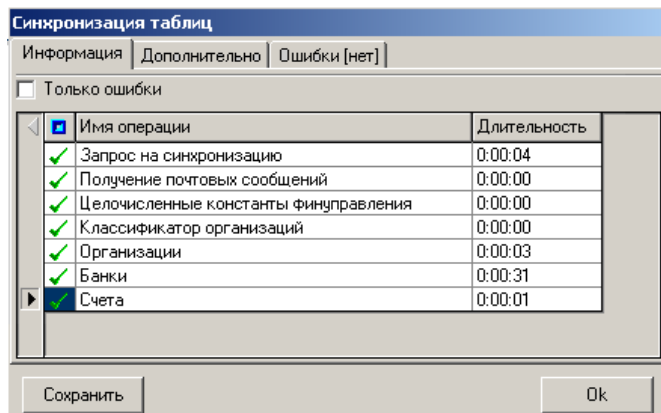 Синхронизация таблиц
Информация Дополнительно Ошибки [нет]
Только ошибки
Имя операции Длительность
Запрос на синхронизацию 0:00:04
Получение почтовых сообщений 0:00:00
Целочисленные константы финуправления 0:00:00
Классификатор организаций 0:00:00
Организации 0:00:03
Банки 0:00:31
Счета 0:00:01
Сохранить Ok